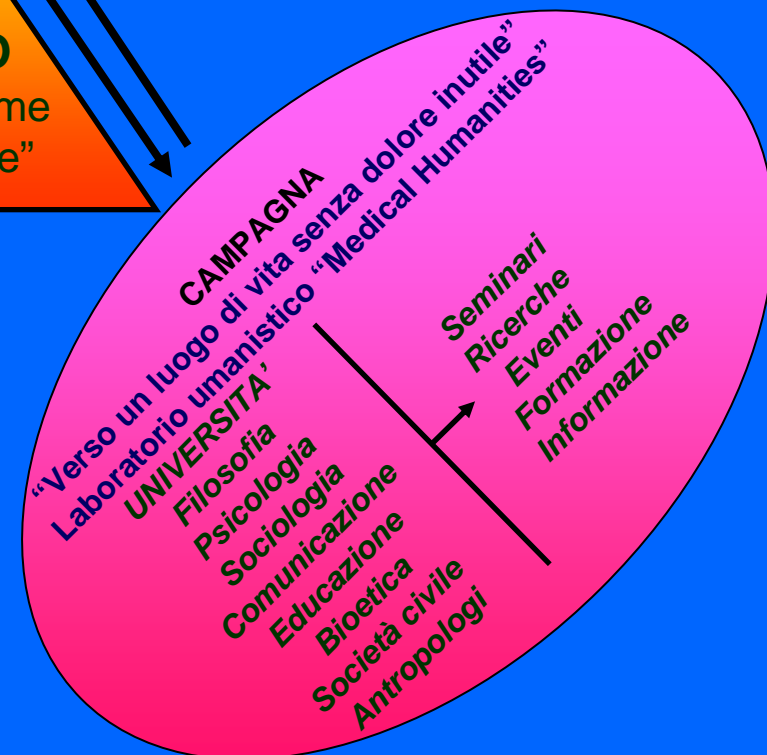 O
me
e”
CAMPAGNA
“Verso un luogo di vita senza dolore inutile”
Laboratorio umanistico “Medical Humanities”
UNIVERSITA’
Filosofia
Psicologia
Sociologia
Comunicazione
Educazione
Bioetica
Società civile
Antropologi
Seminari
Ricerche
Eventi
Formazione
Informazione